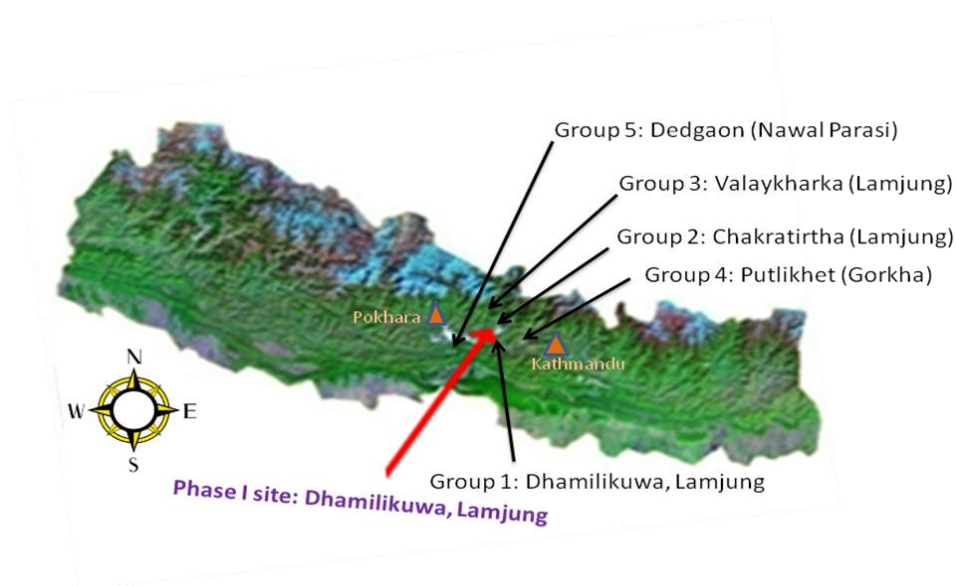 Group 5: Dedgaon (Nawal Parasi)
Group 3: Valaykharka (Lamjung)
Group 2: Chakratirtha (Lamjung)
Group 4: Putlikhet (Gorkha)
Pokhara
Kathmandu
N
W E
S
Group 1: Dhamilikuwa, Lamjung
Phase I site: Dhamilikuwa, Lamjung